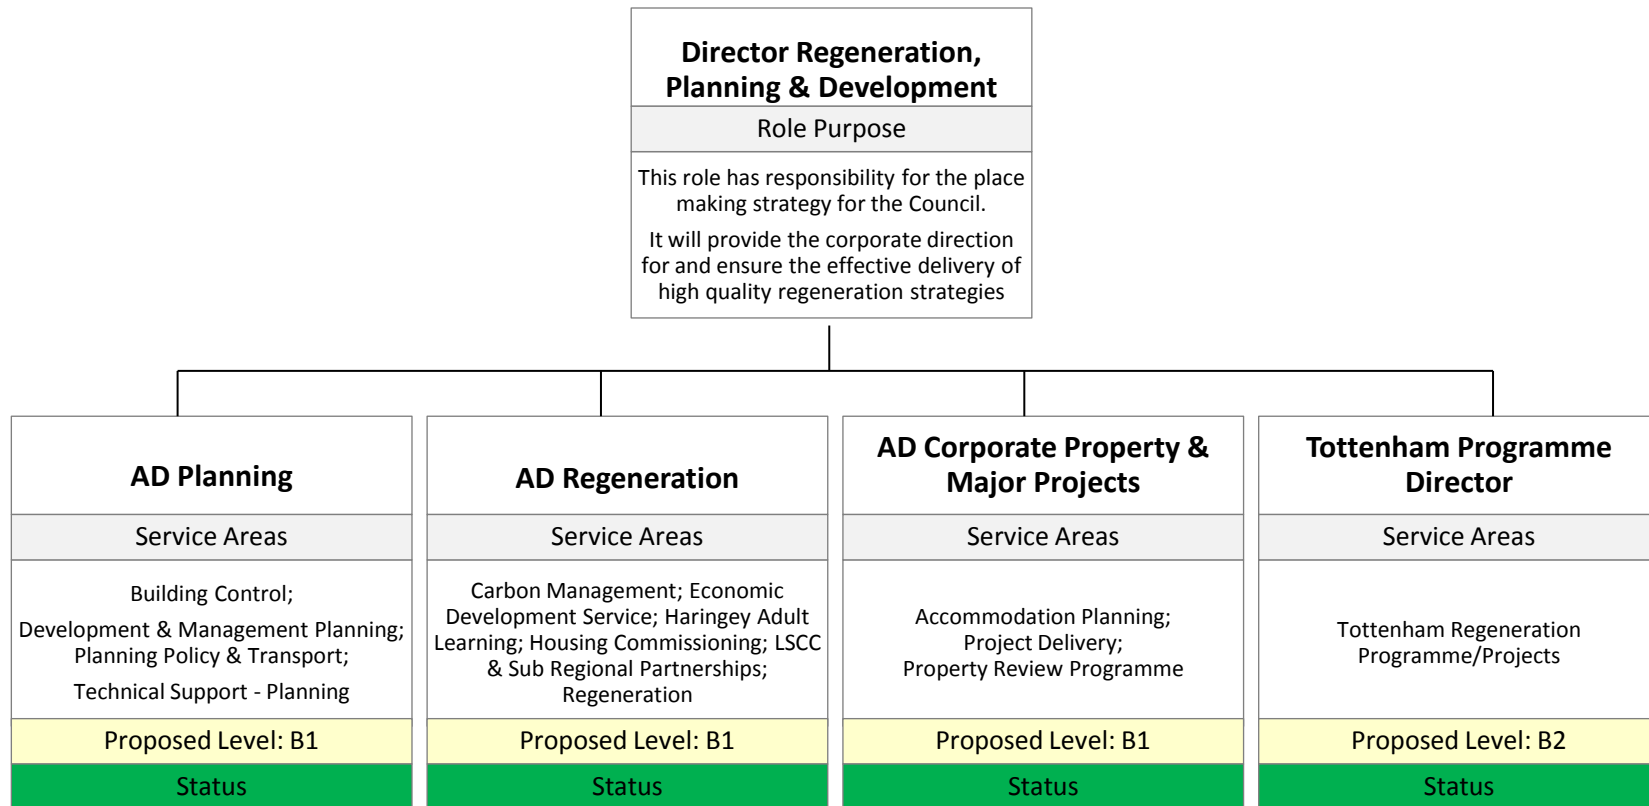 Director Regeneration,
Planning & Development
Role Purpose
This role has responsibility for the place
making strategy for the Council.
It will provide the corporate direction
for and ensure the effective delivery of
high quality regeneration strategies
AD Planning
Service Areas
Building Control;
Development & Management Planning;
Planning Policy & Transport;
Technical Support - Planning
Proposed Level: B1
Status
AD Regeneration
Service Areas
Carbon Management; Economic
Development Service; Haringey Adult
Learning; Housing Commissioning; LSCC
& Sub Regional Partnerships;
Regeneration
Proposed Level: B1
Status
AD Corporate Property &
Major Projects
Service Areas
Accommodation Planning;
Project Delivery;
Property Review Programme
Proposed Level: B1
Status
Tottenham Programme
Director
Service Areas
Tottenham Regeneration
Programme/Projects
Proposed Level: B2
Status